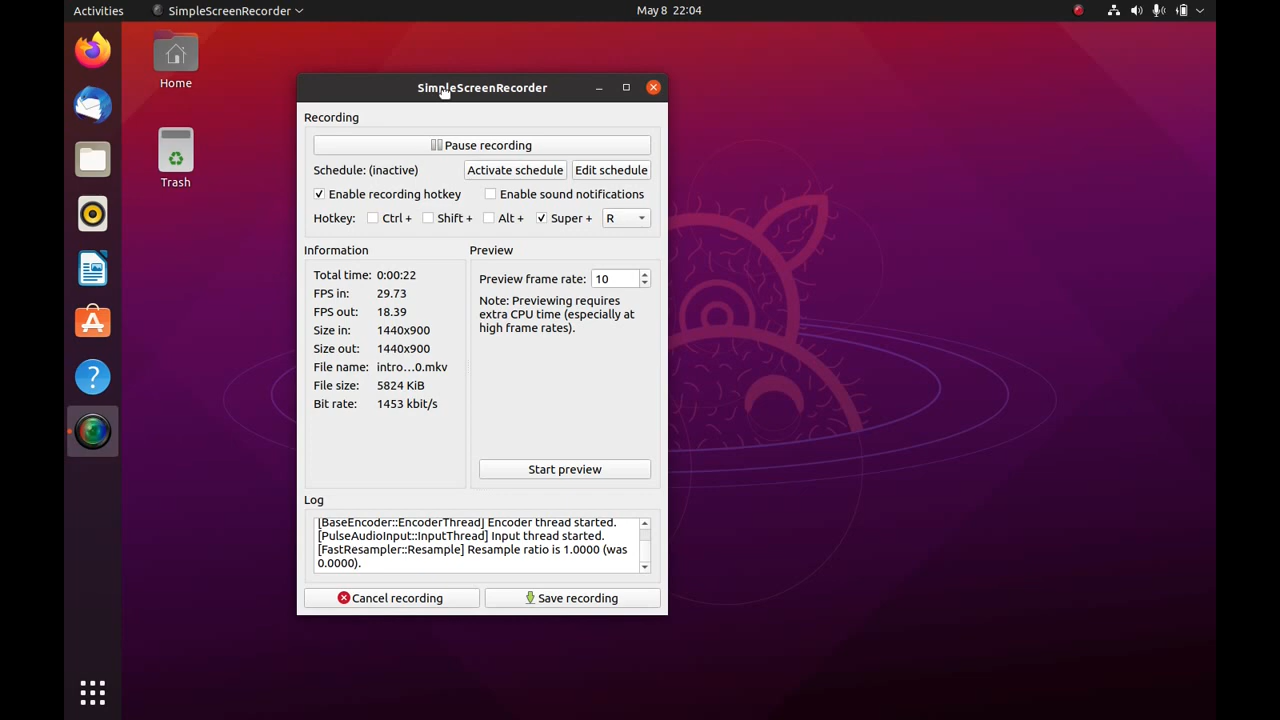 Activities
SimpleScreenRecorder
May 8 22:04
Home
Trash
SimpleScreenRecorder
Recording
Pause recording
Schedule: (inactive) Activate schedule Edit schedule
Enable recording hotkey Enable sound notifications
Hotkey: Ctrl + Shift + Alt + Super + R
Information
Total time: 0:00:22
FPS in: 29.73
FPS out: 18.39
Size in: 1440x900
Size out: 1440x900
File name: intro...0.mkv
File size: 5824 KiB
Bit rate: 1453 kbit/s
Preview
Preview frame rate: 10
Note: Previewing requires
extra CPU time (especially at
high frame rates).
Start preview
Log
[BaseEncoder::EncoderThread] Encoder thread started.
[PulseAudioInput::InputThread] Input thread started.
[FastResampler::Resample] Resample ratio is 1.0000 (was
0.0000).
Cancel recording Save recording